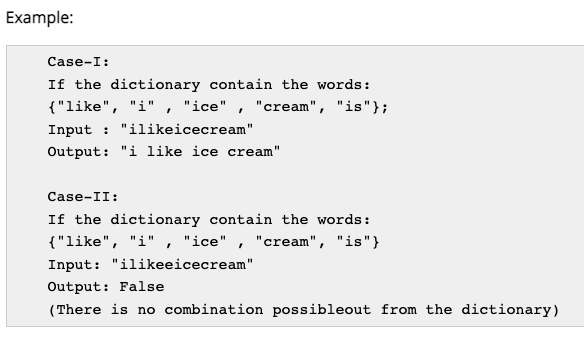 Example:
Case-I:
If the dictionary contain the words:
{"like", "i" , "ice" , "cream", "is"};
Input : "ilikeicecream"
Output: "i like ice cream"
Case-II:
If the dictionary contain the words:
{"like", "i" , "ice" , "cream", "is"}
Input: "ilikeeicecream"
Output: False
(There is no combination possibleout from the dictionary)